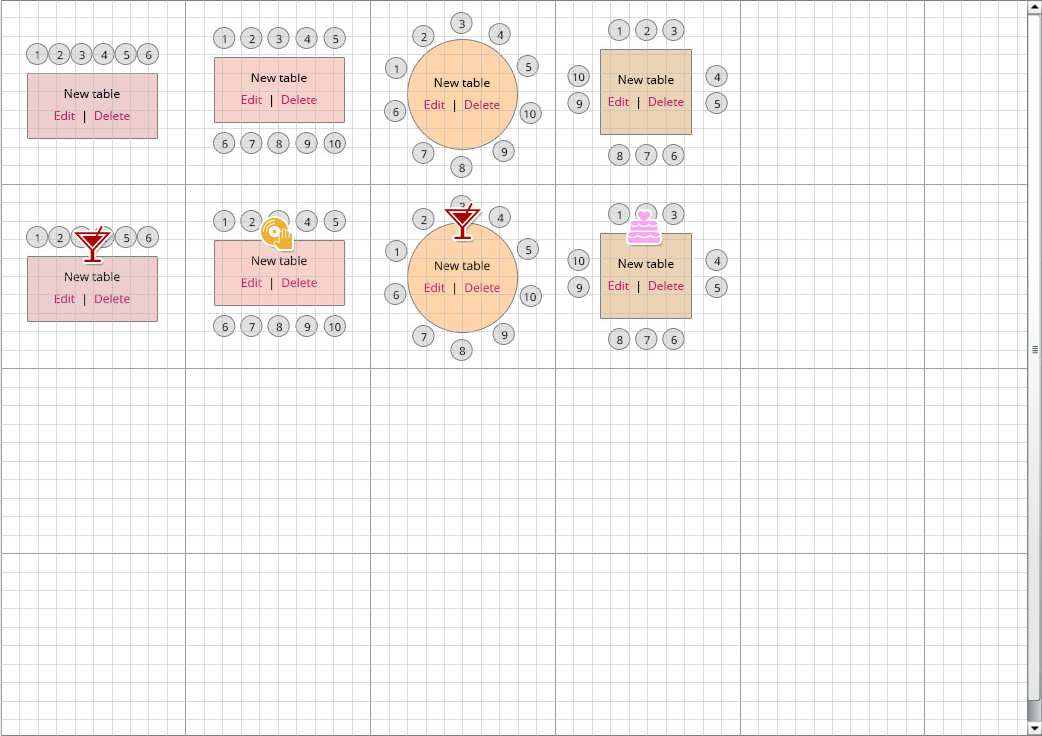 1 2 3 4 5 6
New table
Edit | Delete
1 2 3 4 5
New table
Edit | Delete
6 7 8 9 10
3
2 4
1 5
New table
Edit | Delete
6 10
7 9
8
1 2 3
10 New table 4
9 Edit | Delete 5
8 7 6
1 2 5 6
New table
Edit | Delete
1 2 4 5
New table
Edit | Delete
6 7 8 9 10
2 4
1 5
New table
Edit | Delete
6 10
7 9
8
1 3
10 New table 4
9 Edit | Delete 5
8 7 6